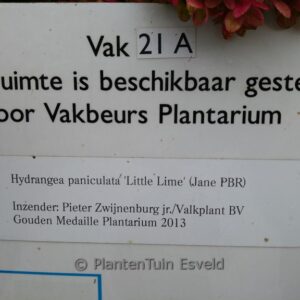 Vak 21 A
uimte is beschikbaar geste
oor Vakbeurs Plantarium
Hydrangea paniculata 'Little Lime' (Jane PBR)
Inzender: Pieter Zwijnenburg jr./Valkplant BV
Gouden Medaille Plantarium 2013
© PlantenTuin Esveld